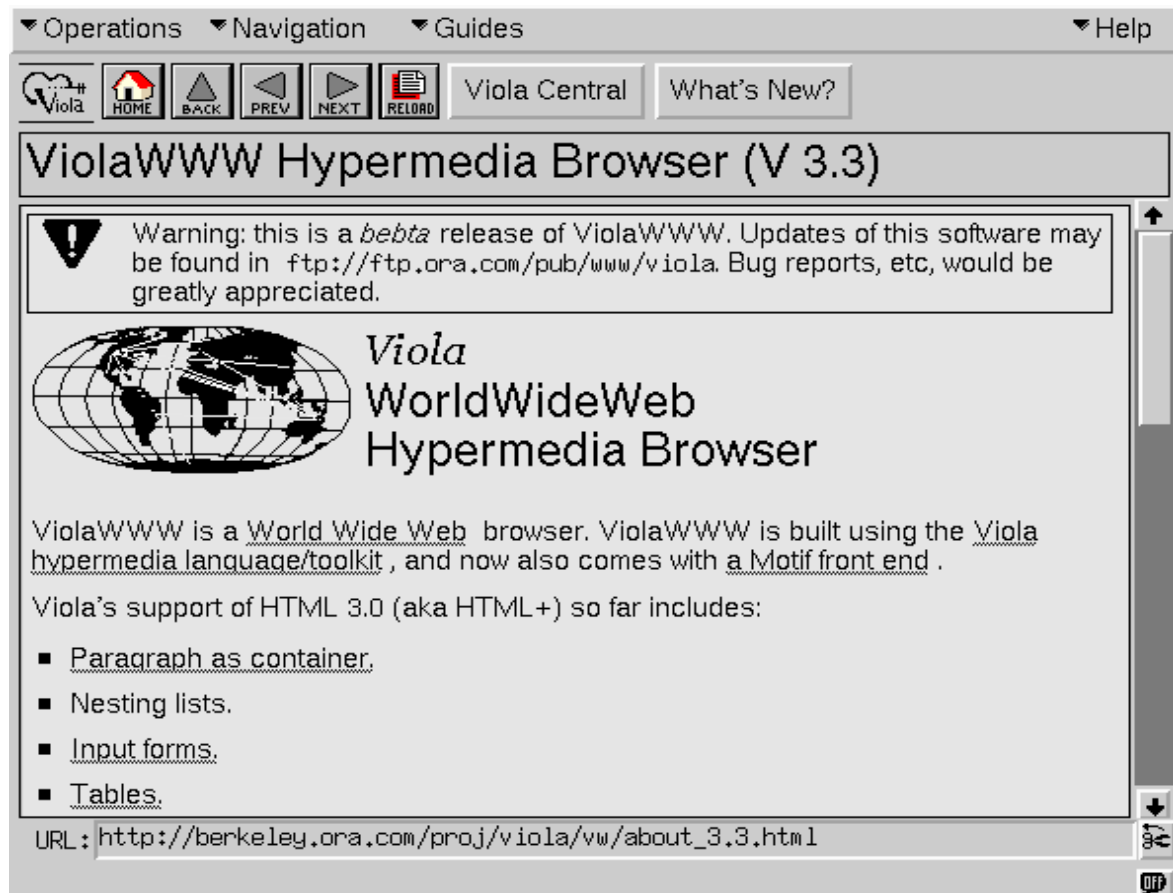 Operations Navigation Guides Help
Viola HOME BACK PREV NEXT RELOAD Viola Central What's New?
ViolaWWW Hypermedia Browser (V 3.3)
Warning: this is a bebta release of ViolaWWW. Updates of this software may
be found in ftp://ftp.ora.com/pub/www/viola. Bug reports, etc, would be
greatly appreciated.
Viola
WorldWideWeb
Hypermedia Browser
ViolaWWW is a World Wide Web browser. ViolaWWW is built using the Viola
hypermedia language/toolkit , and now also comes with a Motif front end .
Viola's support of HTML 3.0 (aka HTML+) so far includes:
Paragraph as container.
Nesting lists.
Input forms.
Tables.
URL: http://berkeley.ora.com/proj/viola/vw/about_3.3.html
OFF